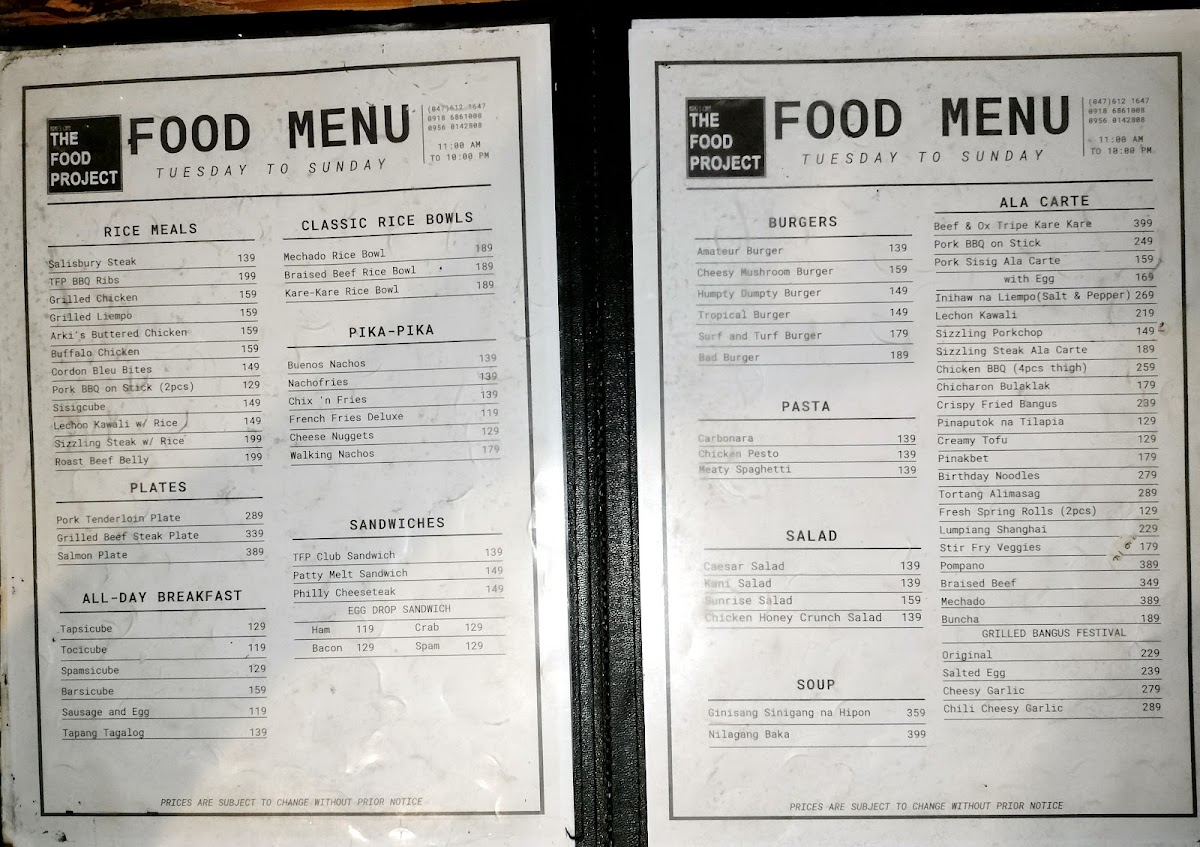 THE
FOOD
PROJECT
FOOD MENU
TUESDAY TO SUNDAY
(047)612 1647
0918 6861808
0956 0142808
11:00 AM
TO 10:00 PM
RICE MEALS
Salisbury Steak 139
TFP BBQ Ribs 199
Grilled Chicken 159
Grilled Liempo 159
Arki's Buttered Chicken 159
Buffalo Chicken 159
Cordon Bleu Bites 149
Pork BBQ on Stick (2pcs) 129
Sisigcube 149
Lechon Kawali w/ Rice 149
Sizzling Steak w/ Rice 199
Roast Beef Belly 199
PLATES
Pork Tenderloin Plate 289
Grilled Beef Steak Plate 339
Salmon Plate 389
ALL-DAY BREAKFAST
Tapsicube 129
Tocicube 119
Spamsicube 129
Barsicube 159
Sausage and Egg 119
Tapang Tagalog 139
CLASSIC RICE BOWLS
Mechado Rice Bowl 189
Braised Beef Rice Bowl 189
Kare-Kare Rice Bowl 189
PIKA-PIKA
Buenos Nachos 139
Nachofries 139
Chix 'n Fries 139
French Fries Deluxe 119
Cheese Nuggets 129
Walking Nachos 179
SANDWICHES
TFP Club Sandwich 139
Patty Melt Sandwich 149
Philly Cheeseteak 149
EGG DROP SANDWICH
Ham 119 Crab 129
Bacon 129 Spam 129
PRICES ARE SUBJECT TO CHANGE WITHOUT PRIOR NOTICE
THE
FOOD
PROJECT
FOOD MENU
TUESDAY TO SUNDAY
(047)612 1647
0918 6861808
0956 0142808
11:00 AM
TO 10:00 PM
BURGERS
Amateur Burger 139
Cheesy Mushroom Burger 159
Humpty Dumpty Burger 149
Tropical Burger 149
Surf and Turf Burger 179
Bad Burger 189
PASTA
Carbonara 139
Chicken Pesto 139
Meaty Spaghetti 139
SALAD
Caesar Salad 139
Kani Salad 139
Sunrise Salad 159
Chicken Honey Crunch Salad 139
SOUP
Ginisang Sinigang na Hipon 359
Nilagang Baka 399
ALA CARTE
Beef & Ox Tripe Kare Kare 399
Pork BBQ on Stick 249
Pork Sisig Ala Carte 159
with Egg 169
Inihaw na Liempo(Salt & Pepper) 269
Lechon Kawali 219
Sizzling Porkchop 149
Sizzling Steak Ala Carte 189
Chicken BBQ (4pcs thigh) 259
Chicharon Bulaklak 179
Crispy Fried Bangus 239
Pinaputok na Tilapia 129
Creamy Tofu 129
Pinakbet 179
Birthday Noodles 279
Tortang Alimasag 289
Fresh Spring Rolls (2pcs) 129
Lumpiang Shanghai 229
Stir Fry Veggies 179
Pompano 389
Braised Beef 349
Mechado 389
Buncha 189
GRILLED BANGUS FESTIVAL
Original 229
Salted Egg 239
Cheesy Garlic 279
Chili Cheesy Garlic 289
PRICES ARE SUBJECT TO CHANGE WITHOUT PRIOR NOTICE